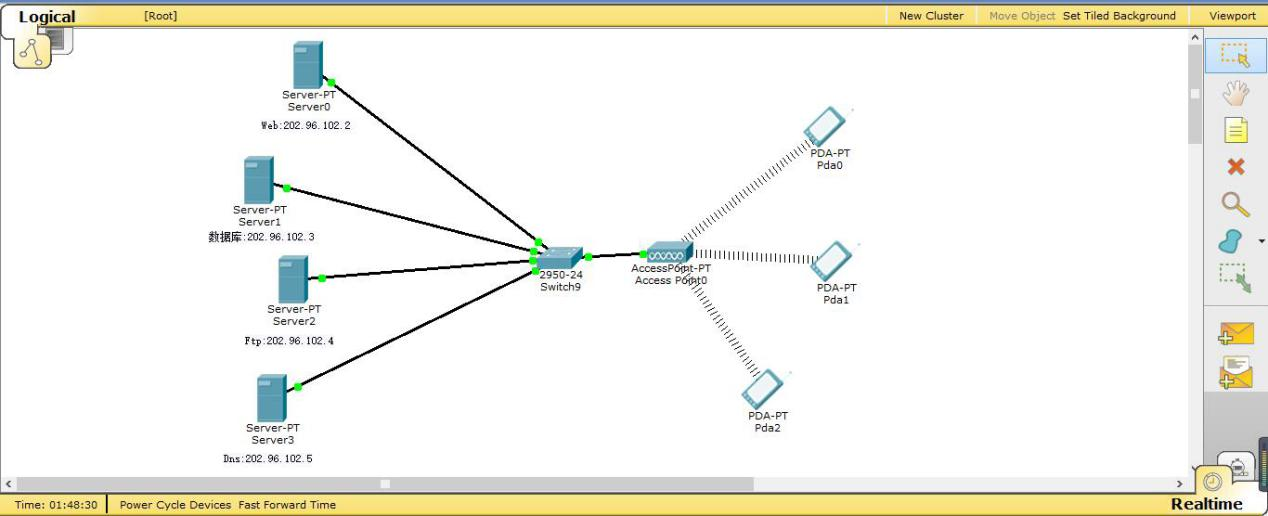 Logical
[Root]
New Cluster
Move Object
Set Tiled Background
Viewport
Server-PT
Server0
Web:202.96.102.2
Server-PT
Server1
数据库:202.96.102.3
Server-PT
Server2
Ftp:202.96.102.4
Server-PT
Server3
Dns:202.96.102.5
2950-24
Switch9
AccessPoint-PT
Access Point0
PDA-PT
Pda0
PDA-PT
Pda1
PDA-PT
Pda2
Time: 01:48:30
Power Cycle Devices
Fast Forward Time
Realtime